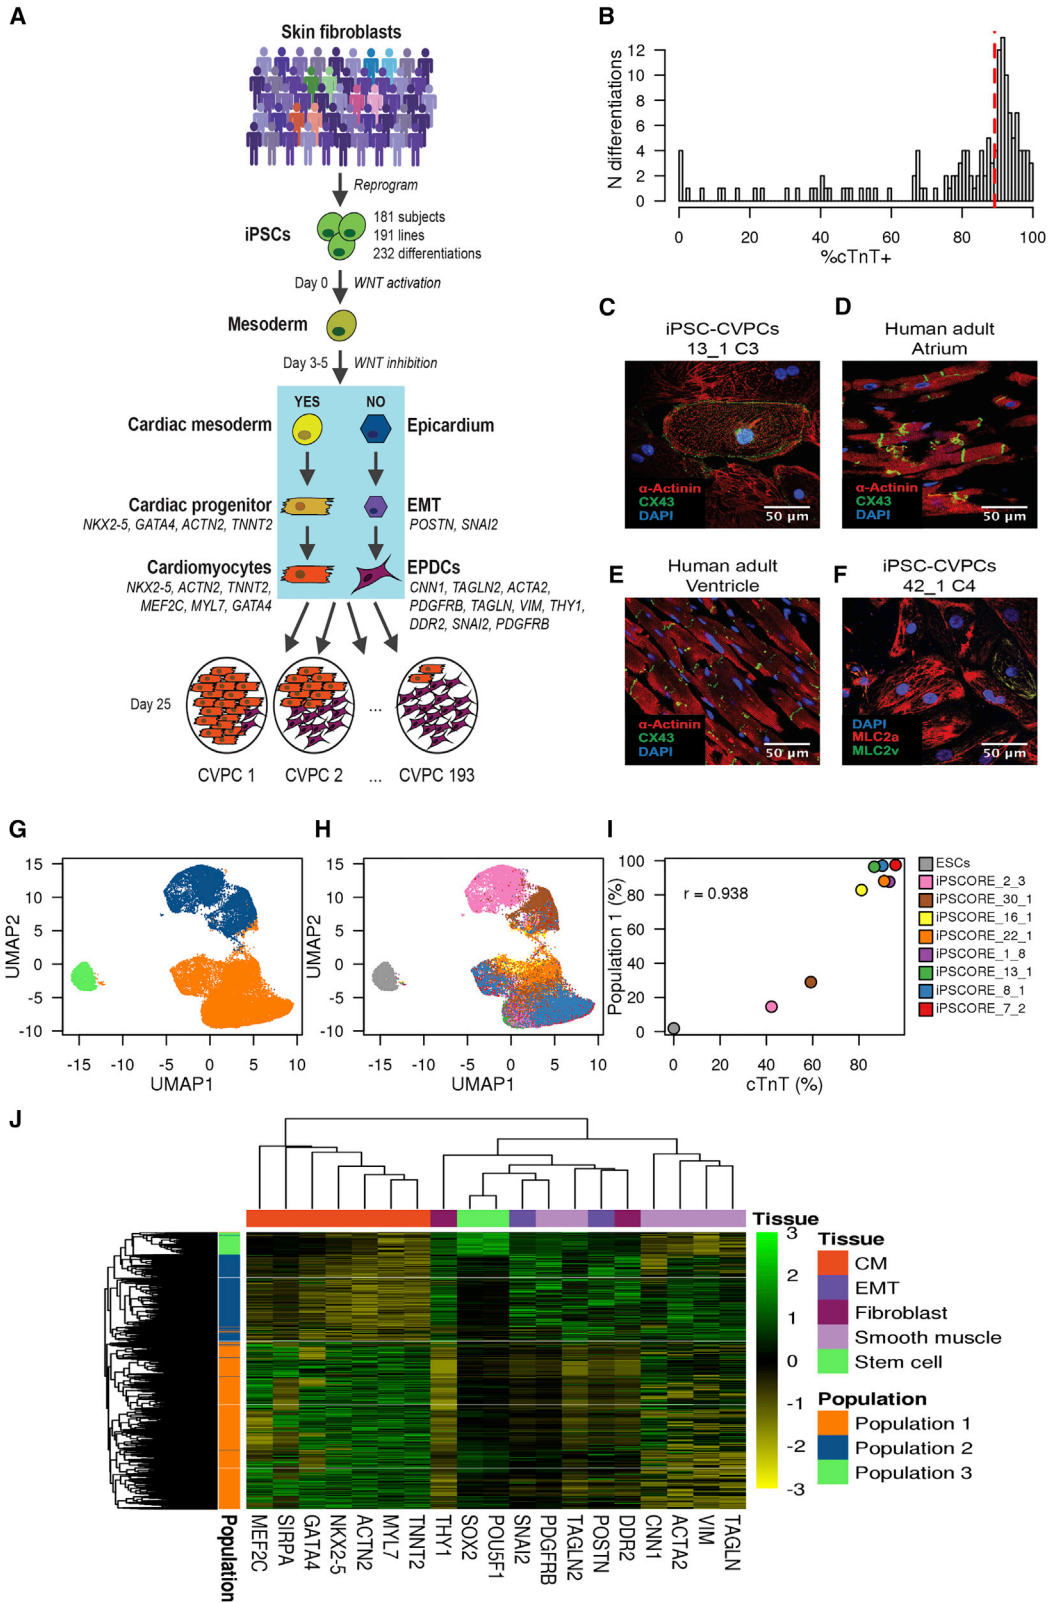 A
Skin fibroblasts
Reprogram
iPSCs
181 subjects
191 lines
232 differentiations
Day 0
WNT activation
Mesoderm
Day 3-5
WNT inhibition
YES
NO
Cardiac mesoderm
Epicardium
Cardiac progenitor
NKX2-5, GATA4, ACTN2, TNNT2
EMT
POSTN, SNAI2
Cardiomyocytes
NKX2-5, ACTN2, TNNT2,
MEF2C, MYL7, GATA4
EPDCs
CNN1, TAGLN2, ACTA2,
PDGFRB, TAGLN, VIM, THY1,
DDR2, SNAI2, PDGFRB
Day 25
...
CVPC 1
CVPC 2
...
CVPC 193
B
N differentiations
12
10
8
6
4
2
0
0
20
40
60
80
100
%cTnT+
C
iPSC-CVPCs
13_1 C3
α-Actinin
CX43
DAPI
50 µm
D
Human adult
Atrium
α-Actinin
CX43
DAPI
50 µm
E
Human adult
Ventricle
α-Actinin
CX43
DAPI
50 µm
F
iPSC-CVPCs
42_1 C4
DAPI
MLC2a
MLC2v
50 µm
G
UMAP2
15
10
5
0
-5
-10
-15
-10
-5
0
5
10
UMAP1
H
UMAP2
15
10
5
0
-5
-10
-15
-10
-5
0
5
10
UMAP1
I
Population 1 (%)
100
80
60
40
20
0
r = 0.938
0
20
40
60
80
cTnT (%)
ESCs
iPSCORE_2_3
iPSCORE_30_1
iPSCORE_16_1
iPSCORE_22_1
iPSCORE_1_8
iPSCORE_13_1
iPSCORE_8_1
iPSCORE_7_2
J
Tissue
3
2
1
0
-1
-2
-3
Tissue
CM
EMT
Fibroblast
Smooth muscle
Stem cell
Population
Population 1
Population 2
Population 3
Population
MEF2C
SIRPA
GATA4
NKX2-5
ACTN2
MYL7
TNNT2
THY1
SOX2
POU5F1
SNAI2
PDGFRB
TAGLN2
POSTN
DDR2
CNN1
ACTA2
VIM
TAGLN